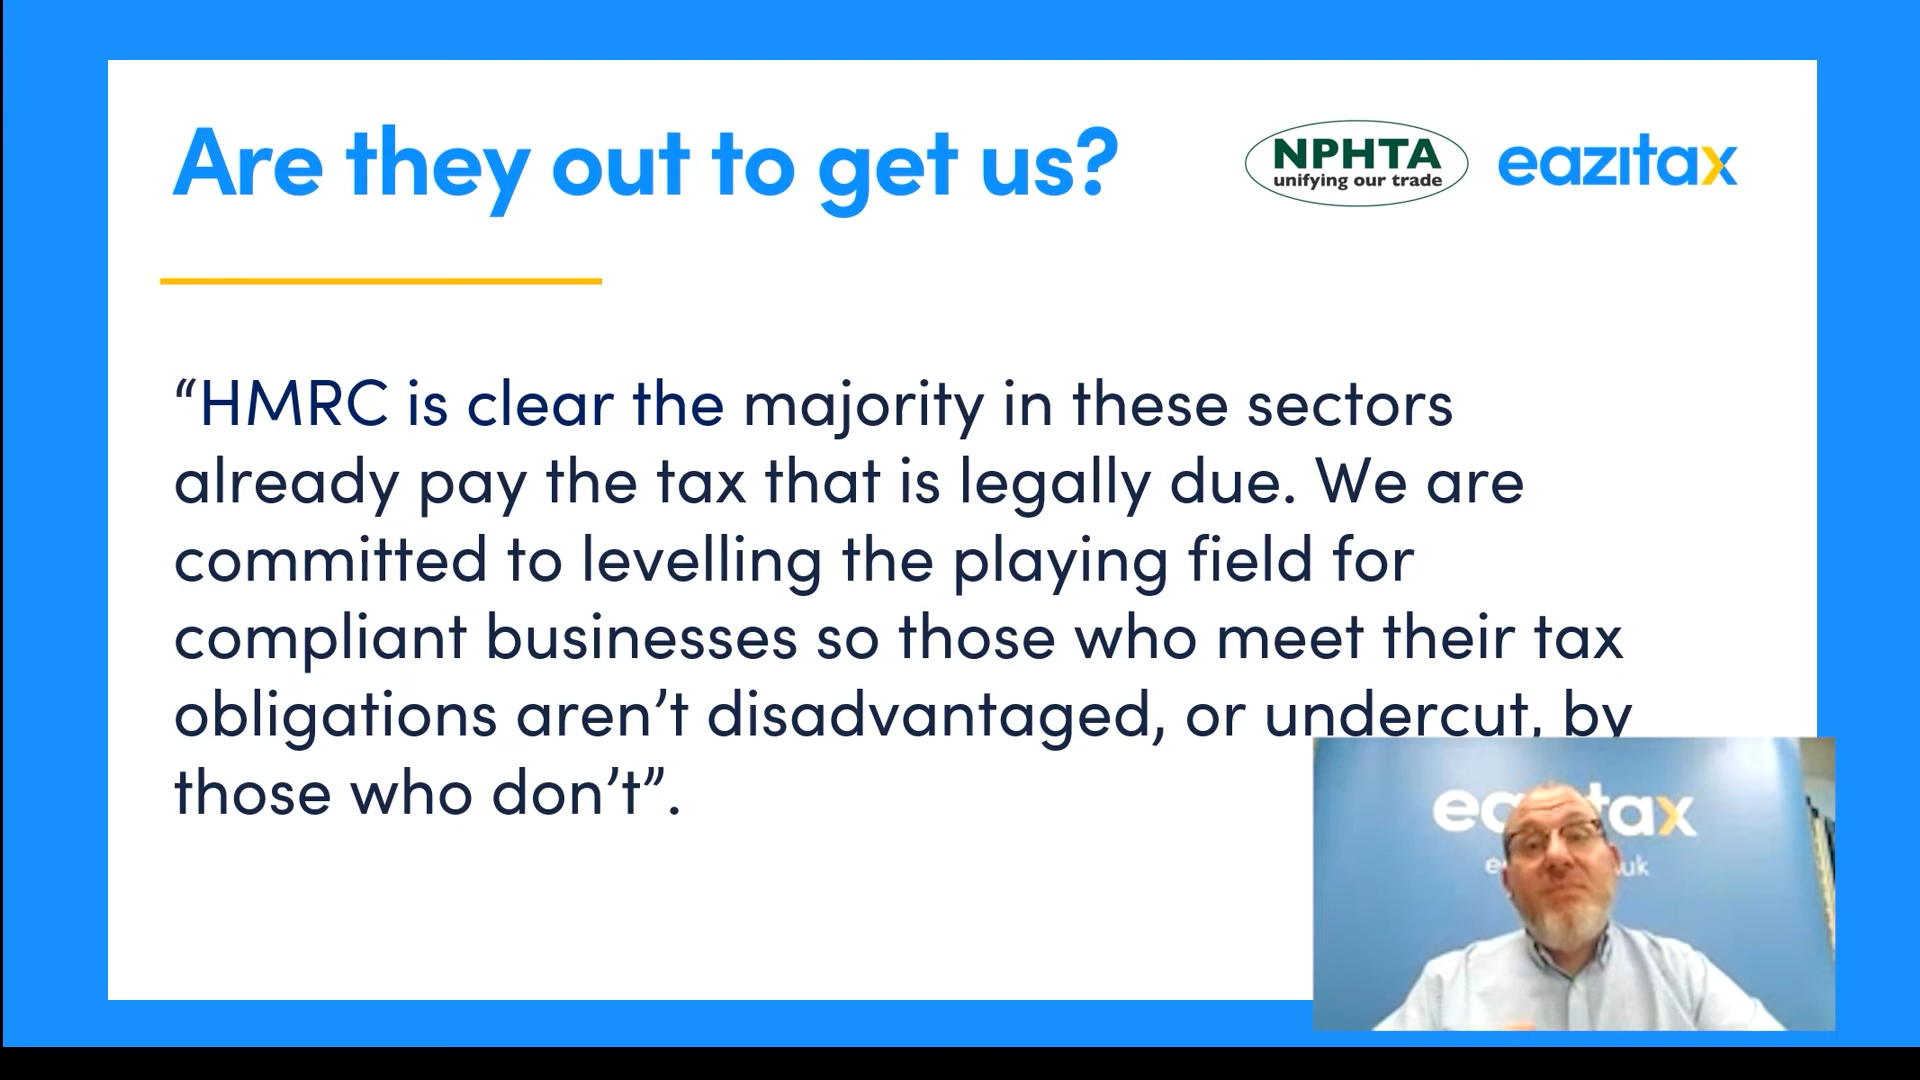 Are they out to get us?
NPHTA
unifying our trade
eazitax
“HMRC is clear the majority in these sectors
already pay the tax that is legally due. We are
committed to levelling the playing field for
compliant businesses so those who meet their tax
obligations aren’t disadvantaged, or undercut, by
those who don’t”.